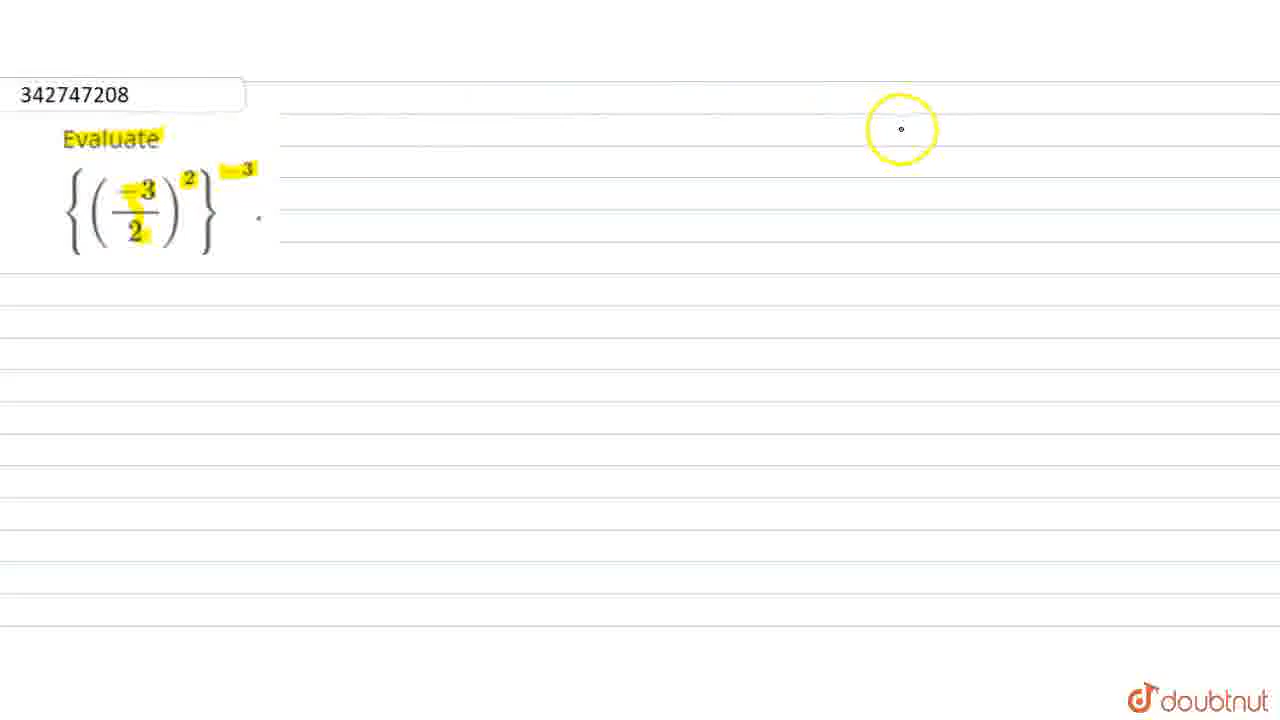 342747208
Evaluate
{(-3/2)^2}^-3 .
doubtnut